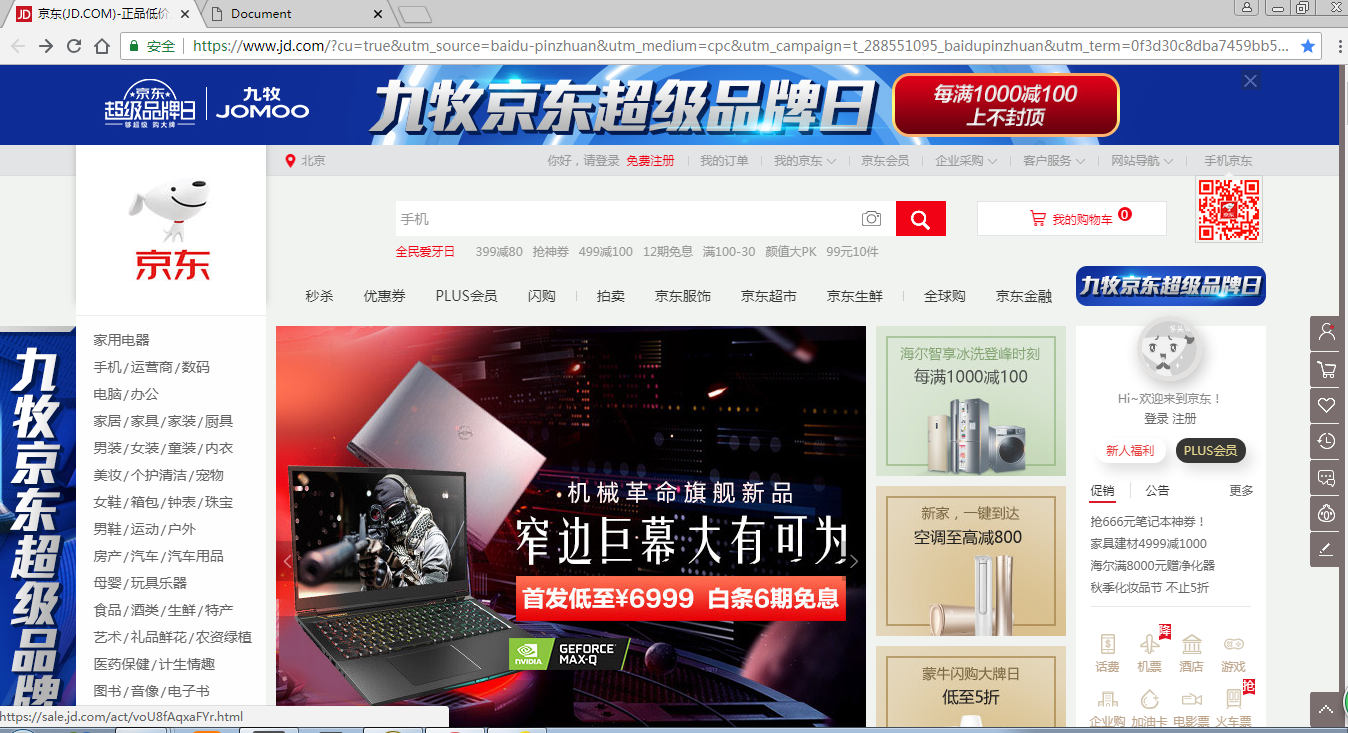 京东(JD.COM)-正品低价
Document
安全
https://www.jd.com/?cu=true&utm_source=baidu-pinzhuan&utm_medium=cpc&utm_campaign=t_288551095_baidupinzhuan&utm_term=0f3d30c8dba7459bb5...
京东
超级品牌日
够超级 购大牌
九牧
JOMOO
九牧京东超级品牌日
每满1000减100
上不封顶
北京
你好，请登录 免费注册 我的订单 我的京东 京东会员 企业采购 客户服务 网站导航 手机京东
京东
手机
我的购物车 0
全民爱牙日 399减80 抢神券 499减100 12期免息 满100-30 颜值大PK 99元10件
秒杀 优惠券 PLUS会员 闪购 拍卖 京东服饰 京东超市 京东生鲜 全球购 京东金融
九牧京东超级品牌日
九牧京东超级品牌
家用电器
手机/运营商/数码
电脑/办公
家居/家具/家装/厨具
男装/女装/童装/内衣
美妆/个护清洁/宠物
女鞋/箱包/钟表/珠宝
男鞋/运动/户外
房产/汽车/汽车用品
母婴/玩具乐器
食品/酒类/生鲜/特产
艺术/礼品鲜花/农资绿植
医药保健/计生情趣
图书/音像/电子书
机械革命旗舰新品
窄边巨幕大有可为
首发低至¥6999 白条6期免息
NVIDIA
GEFORCE
MAX-Q
海尔智享冰洗登峰时刻
每满1000减100
新家，一键到达
空调至高减800
蒙牛闪购大牌日
低至5折
Hi~欢迎来到京东！
登录 注册
新人福利 PLUS会员
促销 公告 更多
抢666元笔记本神券！
家具建材4999减1000
海尔满8000元赠净化器
秋季化妆品节 不止5折
降
话费 机票 酒店 游戏
抢
企业购 加油卡 电影票 火车票
https://sale.jd.com/act/voU8fAqxaFYr.html